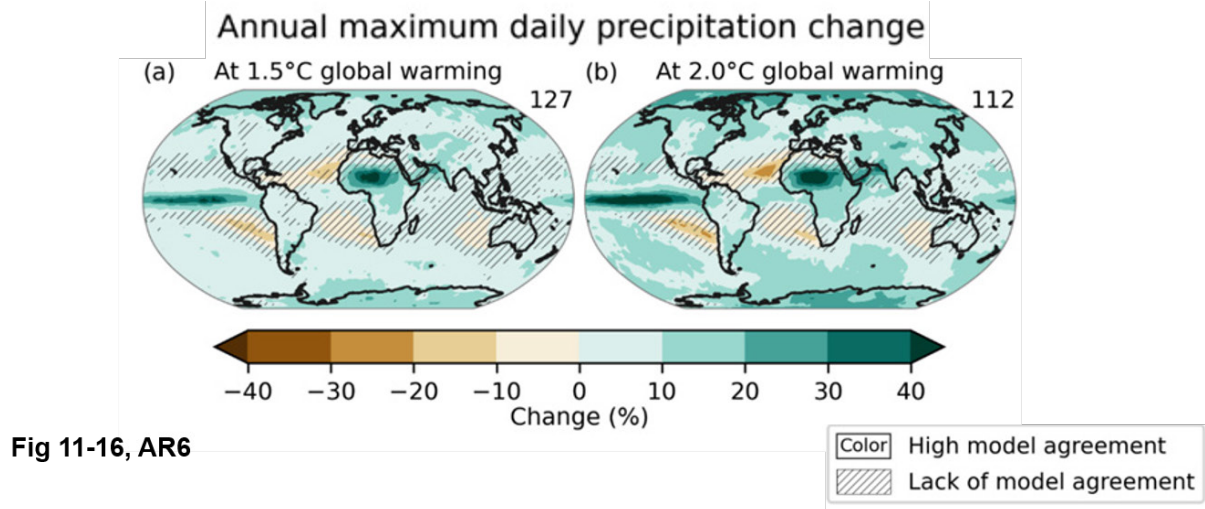 Annual maximum daily precipitation change
(a) At 1.5°C global warming
127
(b) At 2.0°C global warming
112
−40 −30 −20 −10 0 10 20 30 40
Change (%)
Fig 11-16, AR6
Color High model agreement
Lack of model agreement